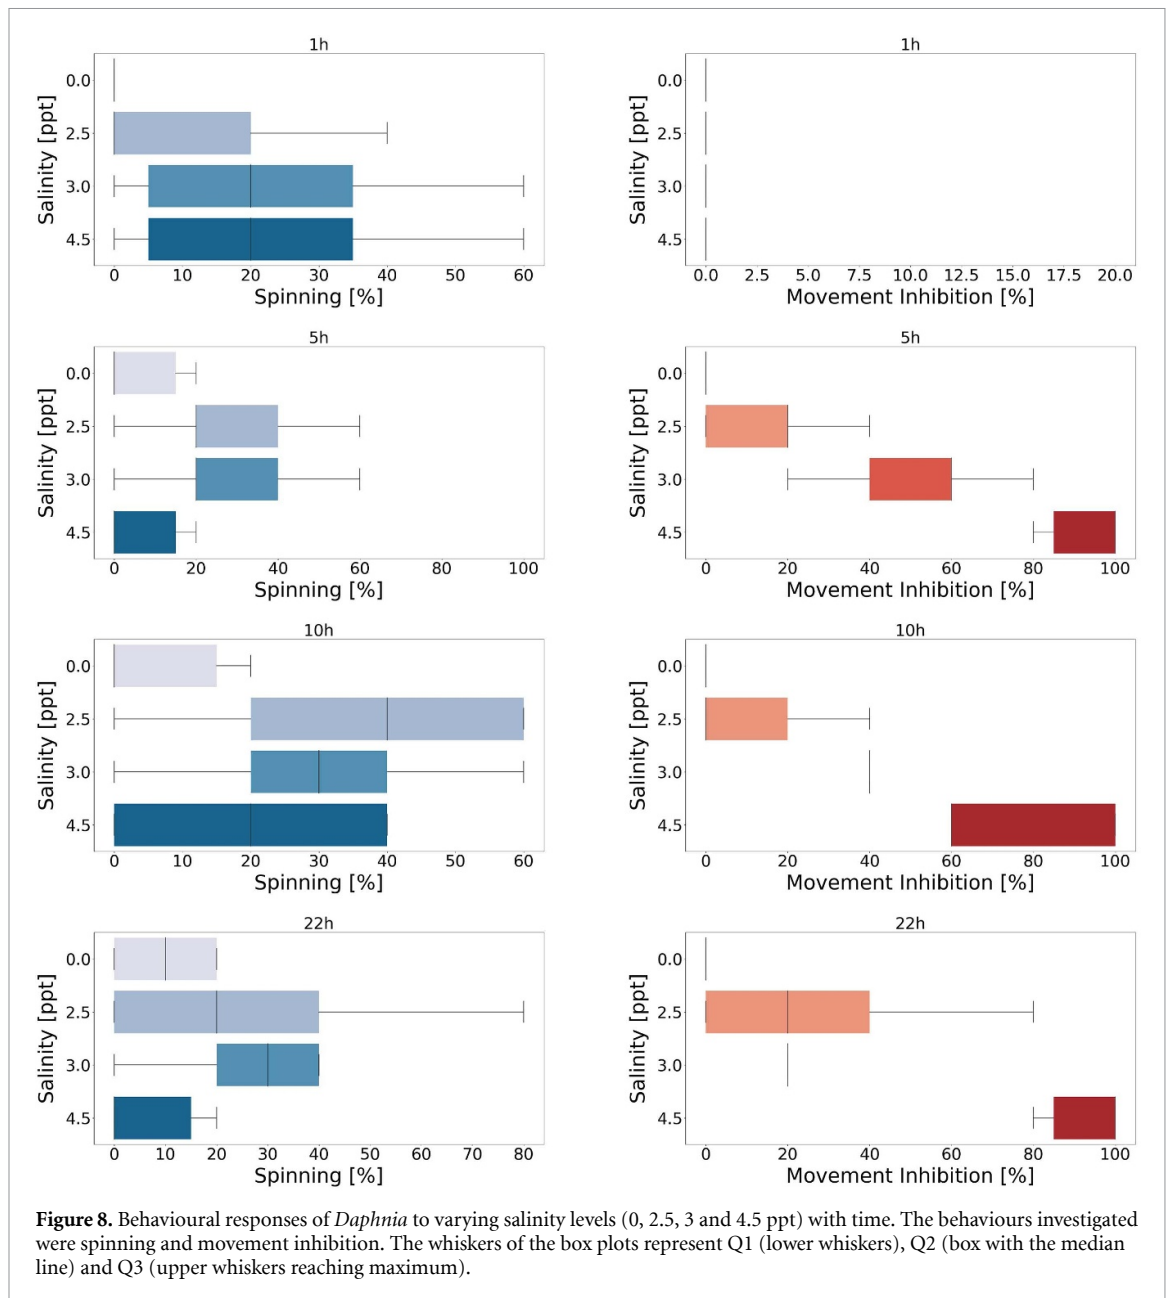 1h
Salinity [ppt]
0.0
2.5
3.0
4.5
0 10 20 30 40 50 60
Spinning [%]
1h
Salinity [ppt]
0.0
2.5
3.0
4.5
0.0 2.5 5.0 7.5 10.0 12.5 15.0 17.5 20.0
Movement Inhibition [%]
5h
Salinity [ppt]
0.0
2.5
3.0
4.5
0 20 40 60 80 100
Spinning [%]
5h
Salinity [ppt]
0.0
2.5
3.0
4.5
0 20 40 60 80 100
Movement Inhibition [%]
10h
Salinity [ppt]
0.0
2.5
3.0
4.5
0 10 20 30 40 50 60
Spinning [%]
10h
Salinity [ppt]
0.0
2.5
3.0
4.5
0 20 40 60 80 100
Movement Inhibition [%]
22h
Salinity [ppt]
0.0
2.5
3.0
4.5
0 10 20 30 40 50 60 70 80
Spinning [%]
22h
Salinity [ppt]
0.0
2.5
3.0
4.5
0 20 40 60 80 100
Movement Inhibition [%]
Figure 8. Behavioural responses of Daphnia to varying salinity levels (0, 2.5, 3 and 4.5 ppt) with time. The behaviours investigated
were spinning and movement inhibition. The whiskers of the box plots represent Q1 (lower whiskers), Q2 (box with the median
line) and Q3 (upper whiskers reaching maximum).